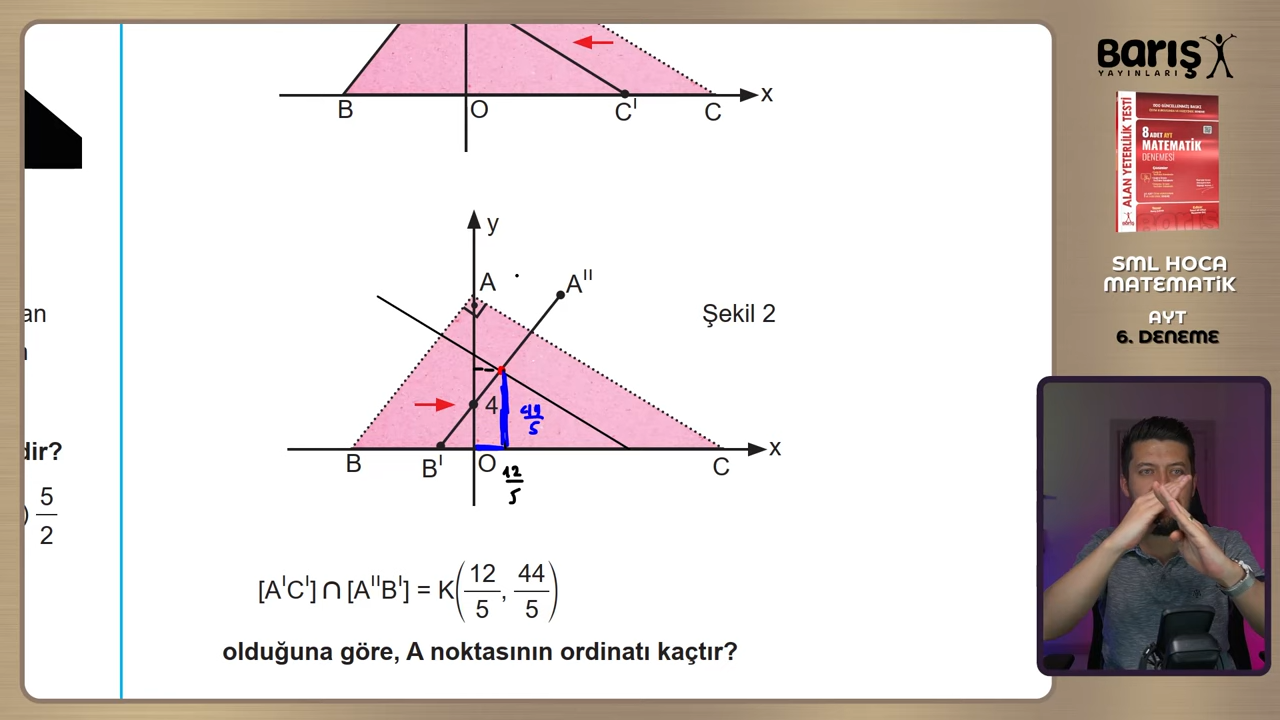 B O C' C x
y
A A''
Şekil 2
4
44/5
x
B B' O C
12/5
an
dir?
) 5/2
[A'C'] ∩ [A''B'] = K(12/5, 44/5)
olduğuna göre, A noktasının ordinatı kaçtır?
BARIŞ
YAYINLARI
ALAN YETERLİLİK TESTİ
8 ADET AYT
MATEMATİK
DENEMESİ
BARIŞ
SML HOCA
MATEMATİK
AYT
6. DENEME